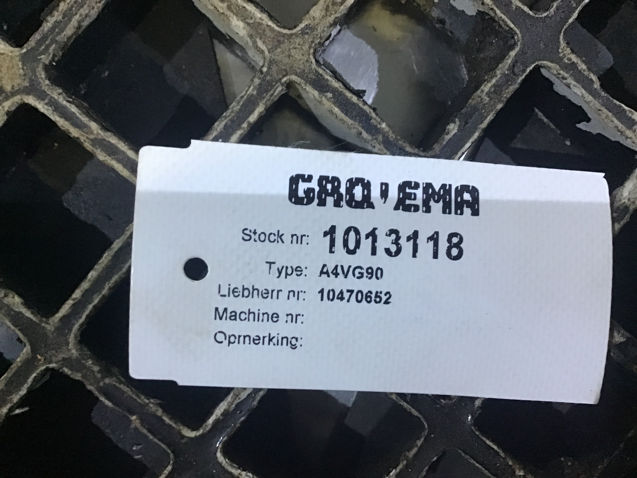 GRO'EMA
Stock nr: 1013118
Type: A4VG90
Liebherr nr: 10470652
Machine nr:
Opmerking: